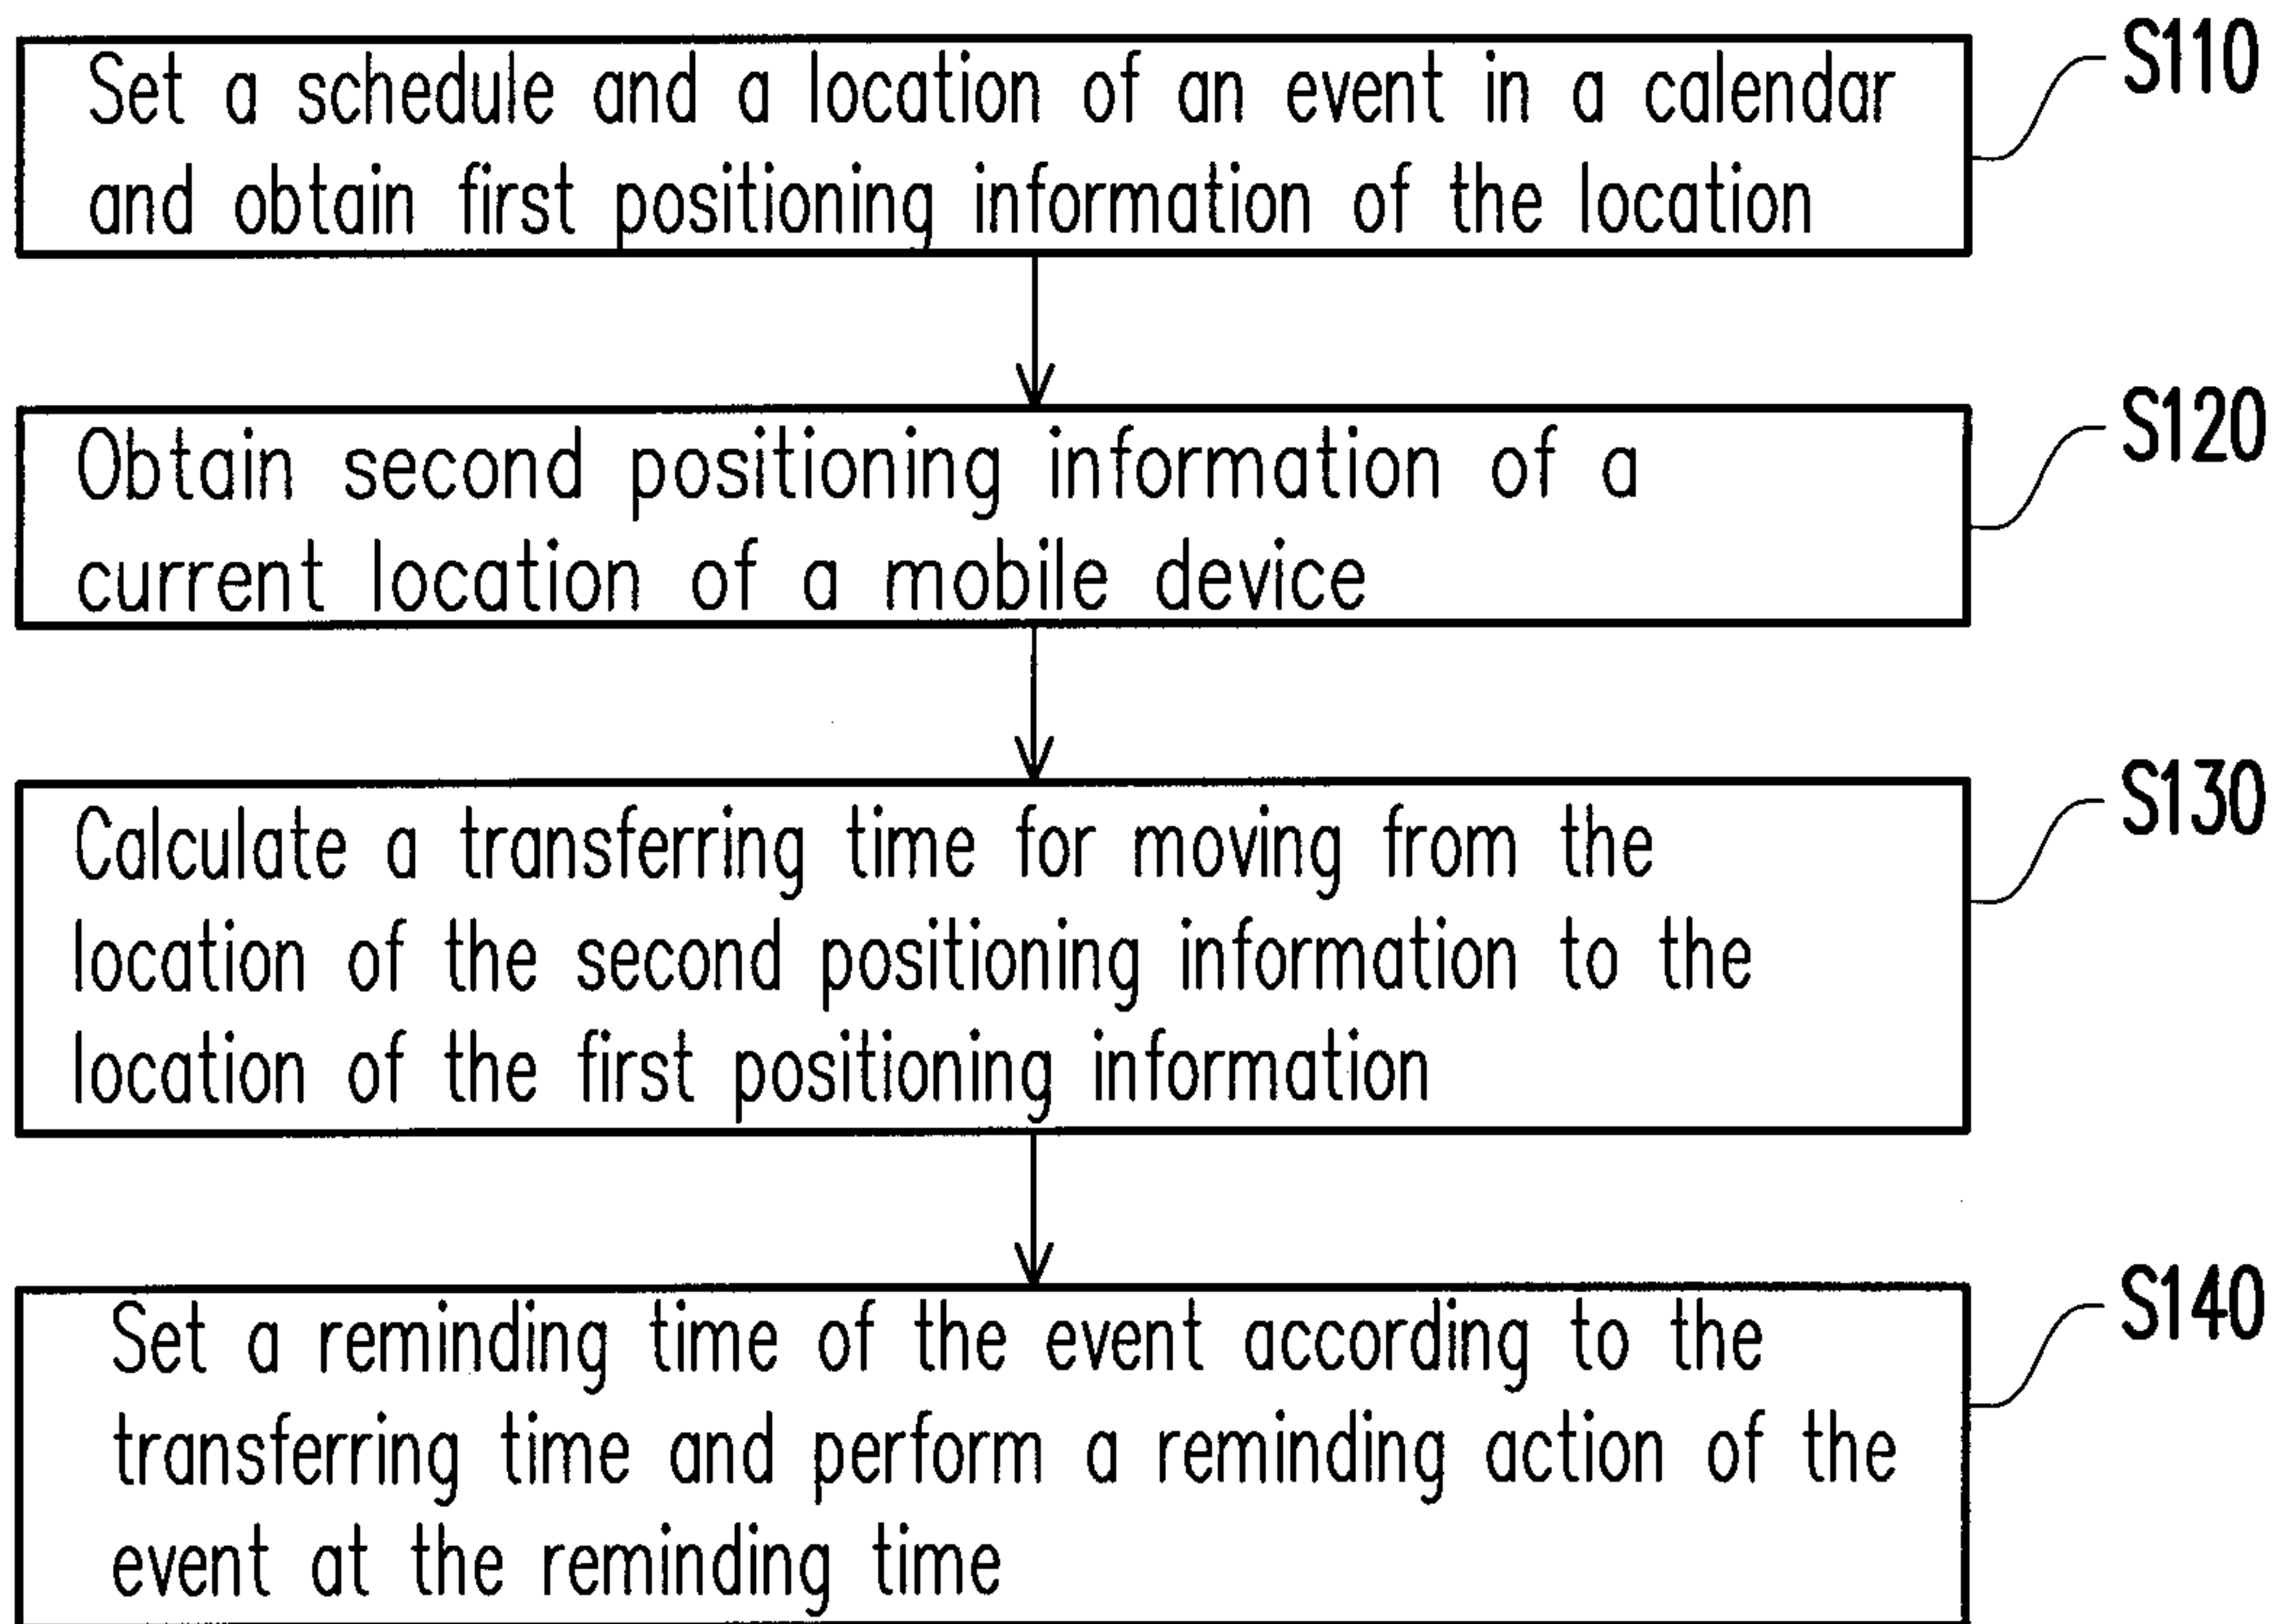 Set a schedule and a location of an event in a calendar
and obtain first positioning information of the location
S110
Obtain second positioning information of a
current location of a mobile device
S120
Calculate a transferring time for moving from the
location of the second positioning information to the
location of the first positioning information
S130
Set a reminding time of the event according to the
transferring time and perform a reminding action of the
event at the reminding time
S140